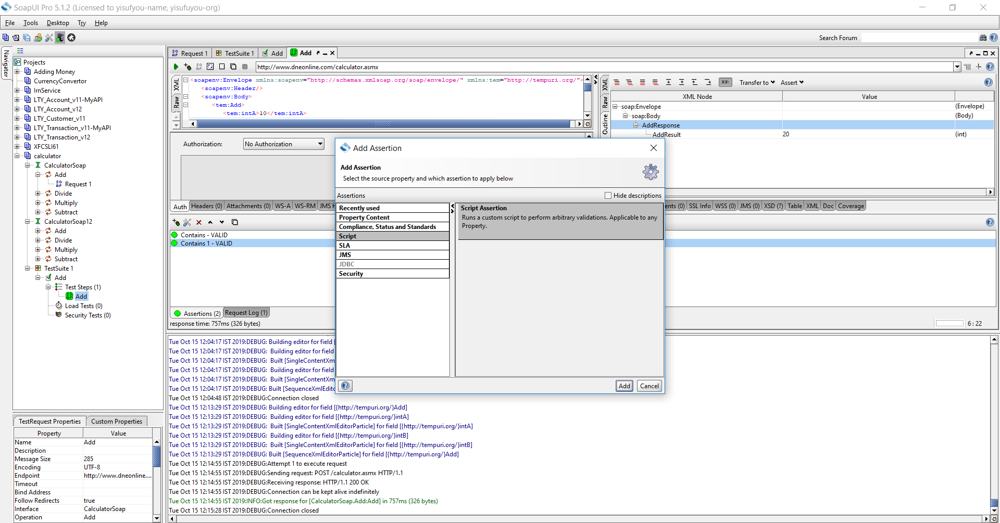 SoapUI Pro 5.1.2 (Licensed to yisufyou-name, yisufuyou-org)
File Tools Desktop Try Help
Search Forum
Navigator
Projects
Adding Money
CurrencyConvertor
IrnService
LTY_Account_v11-MyAPI
LTY_Account_v12
LTY_Customer_v11
LTY_Transaction_v11-MyAPI
LTY_Transaction_v12
XFCSLI61
calculator
CalculatorSoap
Add
Request 1
Divide
Multiply
Subtract
CalculatorSoap12
Add
Divide
Multiply
Subtract
TestSuite 1
Add
Test Steps (1)
Add
Load Tests (0)
Security Tests (0)
TestRequest Properties Custom Properties
Property Value
Name Add
Description
Message Size 285
Encoding UTF-8
Endpoint http://www.dneonline....
Timeout
Bind Address
Follow Redirects true
Interface CalculatorSoap
Operation Add
Request 1 TestSuite 1 Add Add
http://www.dneonline.com/calculator.asmx
XML
Raw
<soapenv:Envelope xmlns:soapenv="http://schemas.xmlsoap.org/soap/envelope/" xmlns:tem="http://tempuri.org/">
<soapenv:Header/>
<soapenv:Body>
<tem:Add>
<tem:intA>10</tem:intA>
Authorization: No Authorization
Auth Headers (0) Attachments (0) WS-A WS-RM JMS H
Contains - VALID
Contains 1 - VALID
Assertions (2) Request Log (1)
response time: 757ms (326 bytes)
XML
Raw
Outline
XS: Transfer to Assert
XML Node Value
soap:Envelope (Envelope)
soap:Body (Body)
AddResponse
AddResult 20 (int)
ents (0) SSL Info WSS (0) JMS (0) XSD (?) Table XML Doc Coverage
6 : 22
Add Assertion
Add Assertion
Select the source property and which assertion to apply below
Assertions Hide descriptions
Recently used
Property Content
Compliance, Status and Standards
Script
SLA
JMS
JDBC
Security
Script Assertion
Runs a custom script to perform arbitrary validations. Applicable to any
Property.
Add Cancel
Tue Oct 15 12:04:17 IST 2019:DEBUG: Building editor for field [
Tue Oct 15 12:04:17 IST 2019:DEBUG: Building editor for field
Tue Oct 15 12:04:17 IST 2019:DEBUG: Built [SingleContentXm
Tue Oct 15 12:04:17 IST 2019:DEBUG: Building editor for field
Tue Oct 15 12:04:17 IST 2019:DEBUG: Built [SingleContentXm
Tue Oct 15 12:04:17 IST 2019:DEBUG: Built [SequenceXmlEdito
Tue Oct 15 12:04:48 IST 2019:DEBUG:Connection closed
Tue Oct 15 12:13:29 IST 2019:DEBUG: Building editor for field [{http://tempuri.org/}Add]
Tue Oct 15 12:13:29 IST 2019:DEBUG: Building editor for field [{http://tempuri.org/}intA]
Tue Oct 15 12:13:29 IST 2019:DEBUG: Built [SingleContentXmlEditorParticle] for field [{http://tempuri.org/}intA]
Tue Oct 15 12:13:29 IST 2019:DEBUG: Building editor for field [{http://tempuri.org/}intB]
Tue Oct 15 12:13:29 IST 2019:DEBUG: Built [SingleContentXmlEditorParticle] for field [{http://tempuri.org/}intB]
Tue Oct 15 12:13:29 IST 2019:DEBUG: Built [SequenceXmlEditorParticle] for field [{http://tempuri.org/}Add]
Tue Oct 15 12:14:55 IST 2019:DEBUG:Attempt 1 to execute request
Tue Oct 15 12:14:55 IST 2019:DEBUG:Sending request: POST /calculator.asmx HTTP/1.1
Tue Oct 15 12:14:55 IST 2019:DEBUG:Receiving response: HTTP/1.1 200 OK
Tue Oct 15 12:14:55 IST 2019:DEBUG:Connection can be kept alive indefinitely
Tue Oct 15 12:14:55 IST 2019:INFO:Got response for [CalculatorSoap.Add:Add] in 757ms (326 bytes)
Tue Oct 15 12:15:28 IST 2019:DEBUG:Connection closed